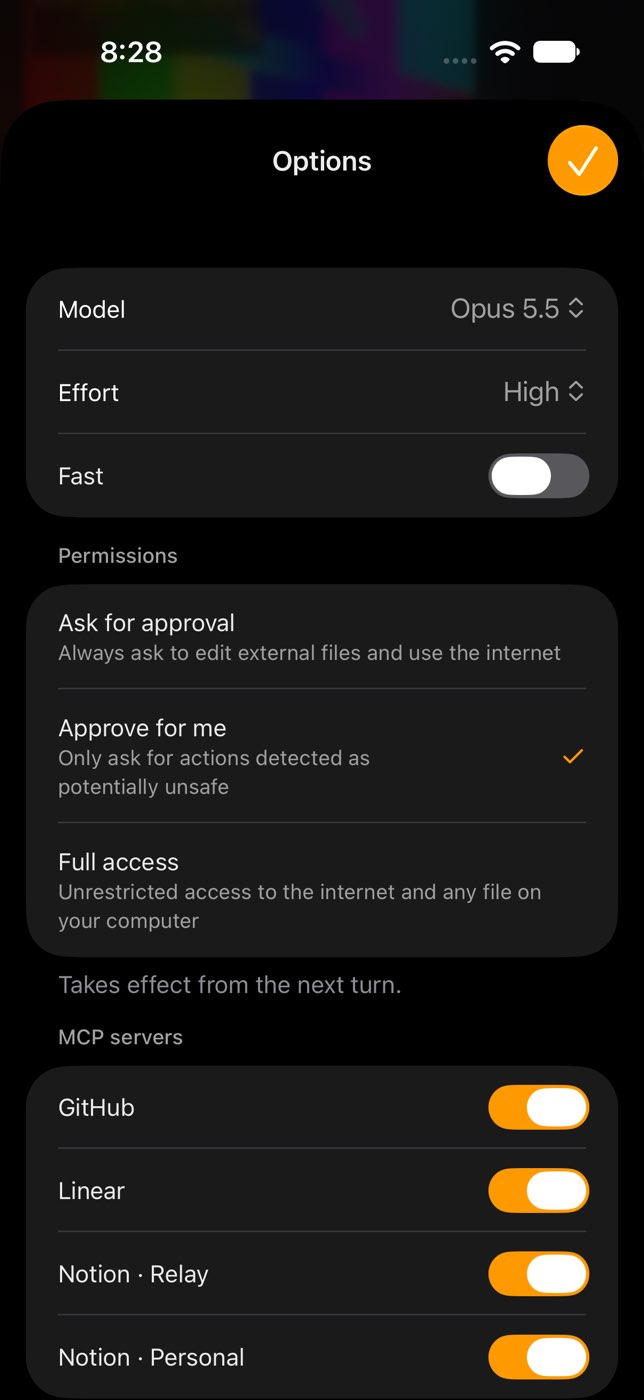 8:28
Options
Model
Opus 5.5
Effort
High
Fast
Permissions
Ask for approval
Always ask to edit external files and use the internet
Approve for me
Only ask for actions detected as
potentially unsafe
Full access
Unrestricted access to the internet and any file on
your computer
Takes effect from the next turn.
MCP servers
GitHub
Linear
Notion · Relay
Notion · Personal